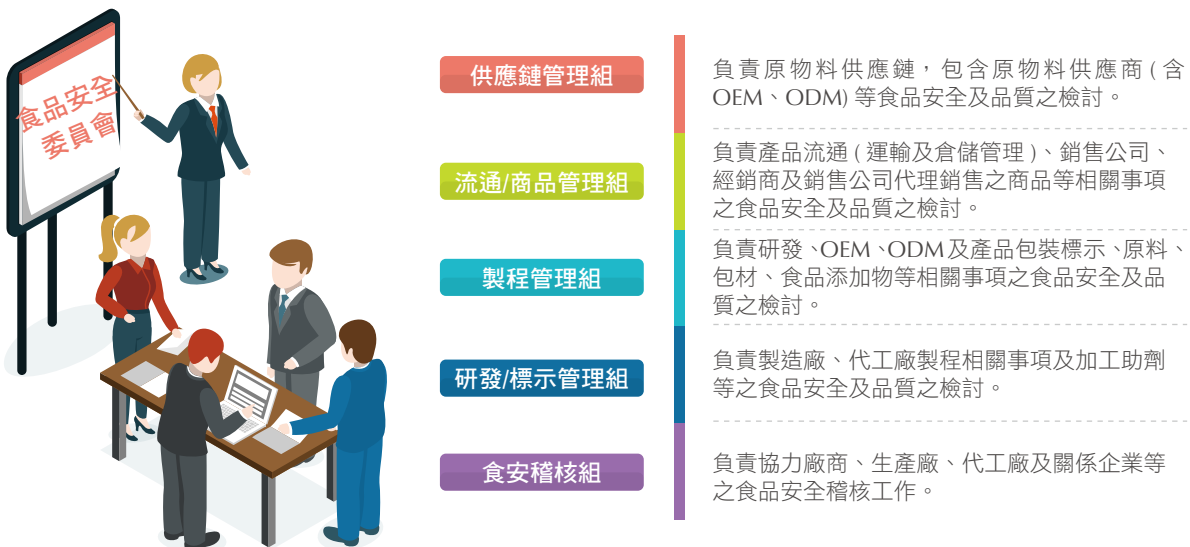 食品安全
委員會
供應鏈管理組
負責原物料供應鏈，包含原物料供應商 ( 含
OEM、ODM) 等食品安全及品質之檢討。
流通/商品管理組
負責產品流通 ( 運輸及倉儲管理 )、銷售公司、
經銷商及銷售公司代理銷售之商品等相關事項
之食品安全及品質之檢討。
製程管理組
負責研發、OEM、ODM 及產品包裝標示、原料、
包材、食品添加物等相關事項之食品安全及品
質之檢討。
研發/標示管理組
負責製造廠、代工廠製程相關事項及加工助劑
等之食品安全及品質之檢討。
食安稽核組
負責協力廠商、生產廠、代工廠及關係企業等
之食品安全稽核工作。